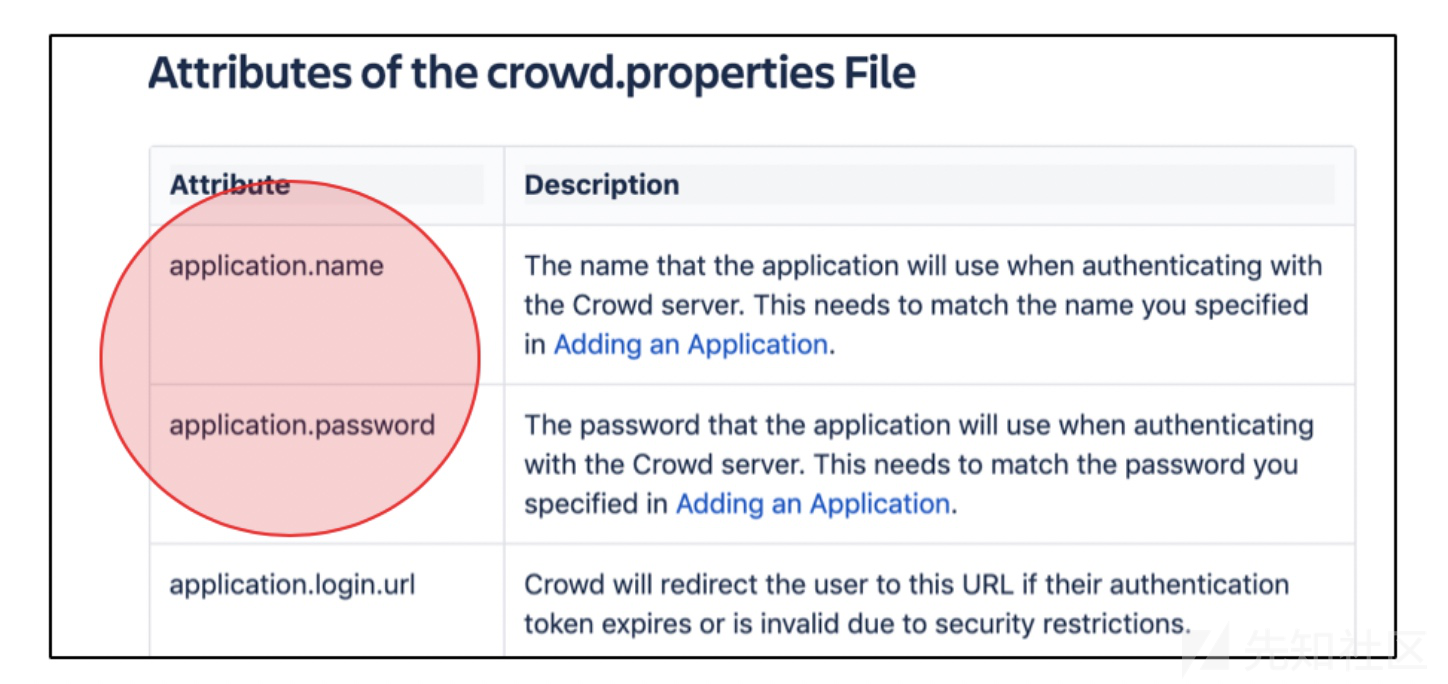 Attributes of the crowd.properties File
Attribute
Description
application.name
The name that the application will use when authenticating with
the Crowd server. This needs to match the name you specified
in Adding an Application.
application.password
The password that the application will use when authenticating
with the Crowd server. This needs to match the password you
specified in Adding an Application.
application.login.url
Crowd will redirect the user to this URL if their authentication
token expires or is invalid due to security restrictions.
先知社区